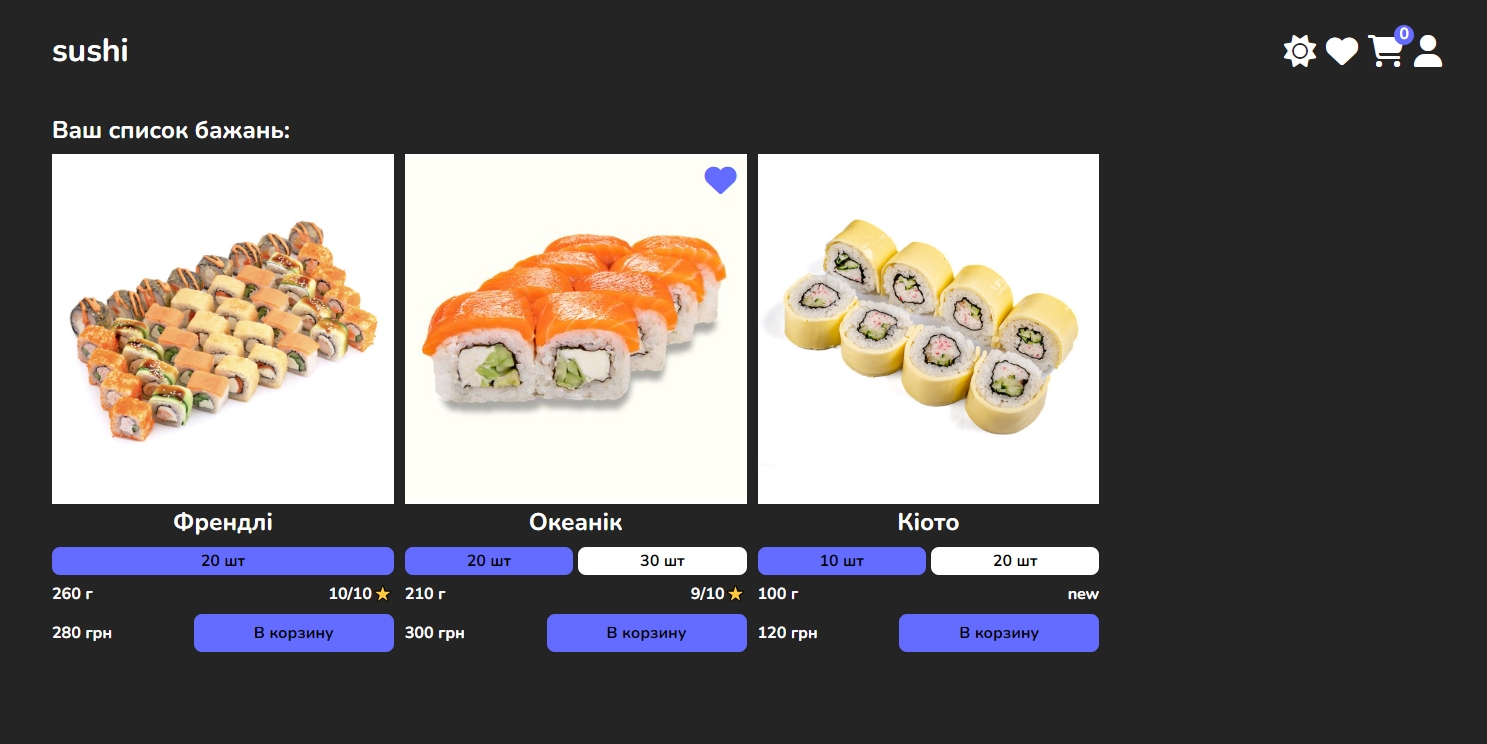 sushi
0
Ваш список бажань:
Френдлі
20 шт
260 г
10/10
280 грн
В корзину
Океанік
20 шт
30 шт
210 г
9/10
300 грн
В корзину
Кіото
10 шт
20 шт
100 г
new
120 грн
В корзину